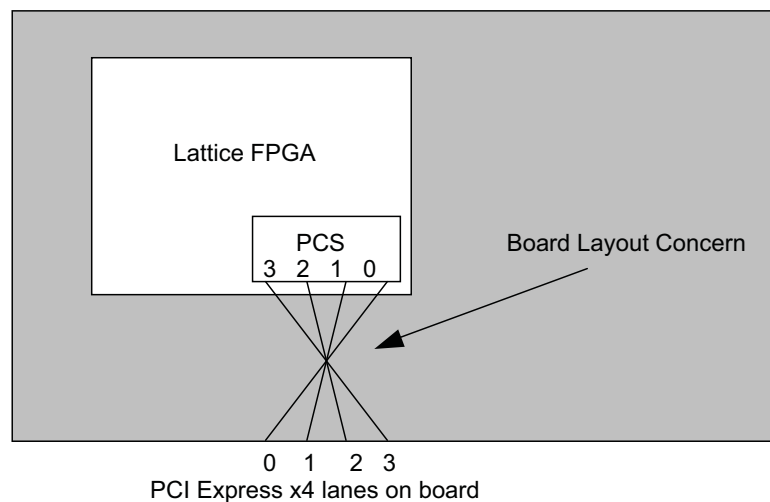 Lattice FPGA
PCS
3 2 1 0
Board Layout Concern
0 1 2 3
PCI Express x4 lanes on board